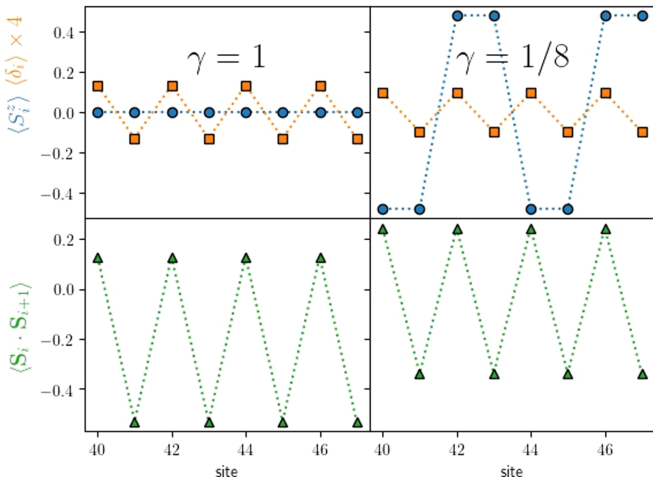 ⟨S_i^z̃⟩ ⟨δ_i⟩ × 4
γ = 1
γ = 1/8
0.4
0.2
0.0
−0.2
−0.4
⟨S_i · S_{i+1}⟩
0.2
0.0
−0.2
−0.4
40 42 44 46
40 42 44 46
site
site